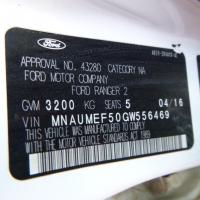 Ford
APPROVAL NO. 43280 CATEGORY NA
FORD MOTOR COMPANY
FORD RANGER 2
GVM 3200 KG SEATS 5 04/16
VIN MNAUMEF50GW556469
THIS VEHICLE WAS MANUFACTURED TO COMPLY
WITH THE MOTOR VEHICLE STANDARDS ACT 1989